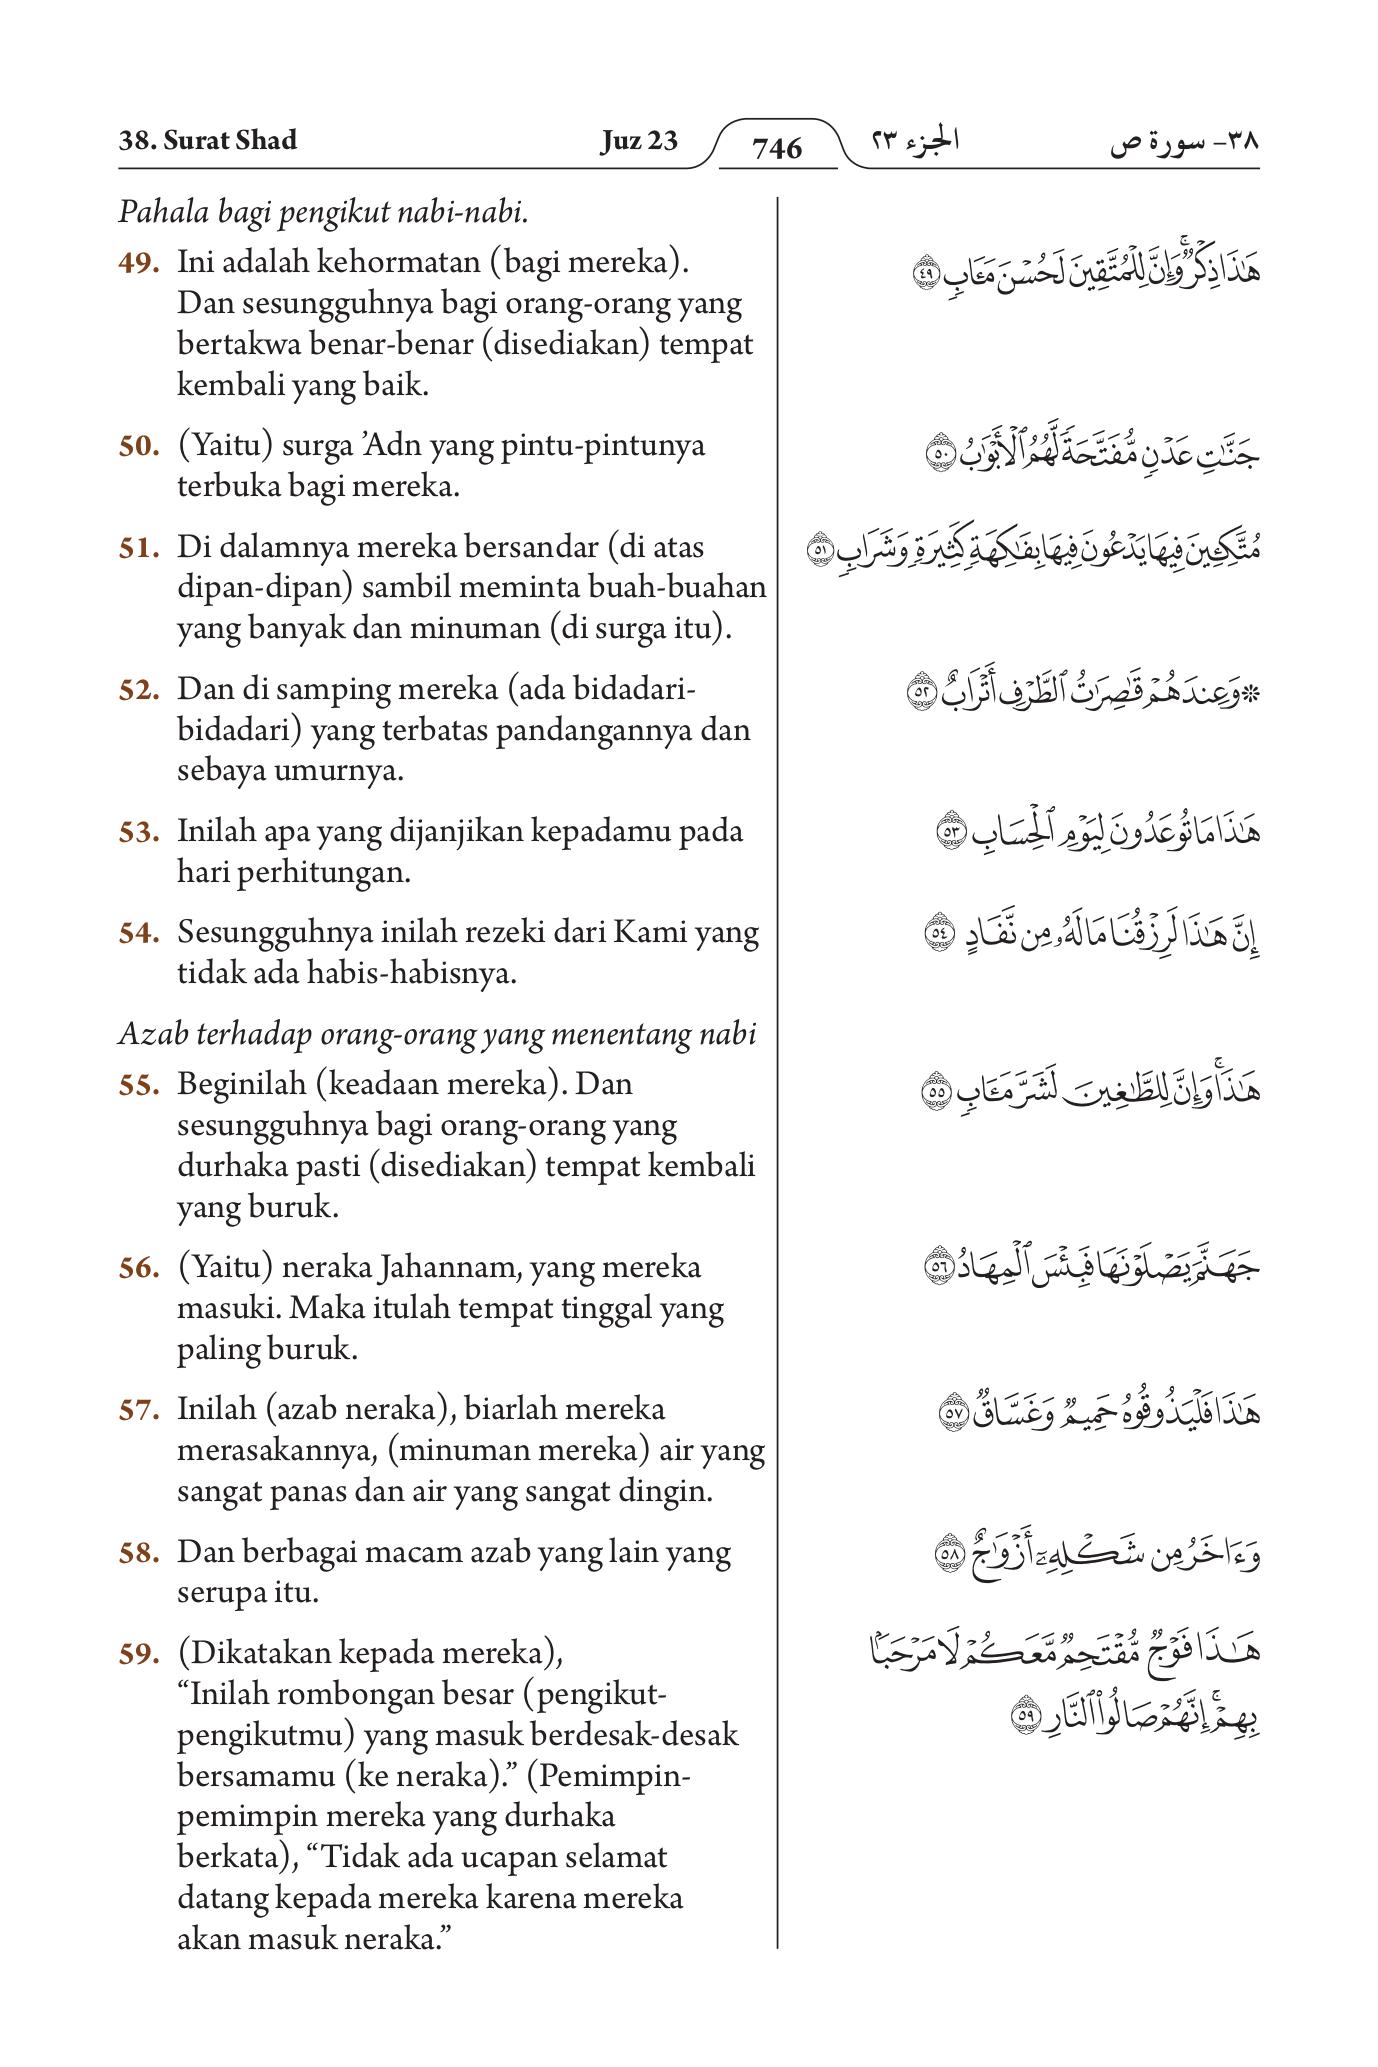 38. Surat Shad
Juz 23
746
الجزء ٢٣
٣٨- سورة ص
Pahala bagi pengikut nabi-nabi.
49. Ini adalah kehormatan (bagi mereka).
Dan sesungguhnya bagi orang-orang yang
bertakwa benar-benar (disediakan) tempat
kembali yang baik.
هَٰذَا ذِكْرٌۚ وَإِنَّ لِلْمُتَّقِينَ لَحُسْنَ مَـَٔابٍ ٤٩
50. (Yaitu) surga ’Adn yang pintu-pintunya
terbuka bagi mereka.
جَنَّٰتِ عَدْنٍ مُّفَتَّحَةً لَّهُمُ ٱلْأَبْوَٰبُ ٥٠
51. Di dalamnya mereka bersandar (di atas
dipan-dipan) sambil meminta buah-buahan
yang banyak dan minuman (di surga itu).
مُتَّكِـِٔينَ فِيهَا يَدْعُونَ فِيهَا بِفَٰكِهَةٍ كَثِيرَةٍ وَشَرَابٍ ٥١
52. Dan di samping mereka (ada bidadari-
bidadari) yang terbatas pandangannya dan
sebaya umurnya.
۞وَعِندَهُمْ قَٰصِرَٰتُ ٱلطَّرْفِ أَتْرَابٌ ٥٢
53. Inilah apa yang dijanjikan kepadamu pada
hari perhitungan.
هَٰذَا مَا تُوعَدُونَ لِيَوْمِ ٱلْحِسَابِ ٥٣
54. Sesungguhnya inilah rezeki dari Kami yang
tidak ada habis-habisnya.
إِنَّ هَٰذَا لَرِزْقُنَا مَا لَهُۥ مِن نَّفَادٍ ٥٤
Azab terhadap orang-orang yang menentang nabi
55. Beginilah (keadaan mereka). Dan
sesungguhnya bagi orang-orang yang
durhaka pasti (disediakan) tempat kembali
yang buruk.
هَٰذَاۚ وَإِنَّ لِلطَّٰغِينَ لَشَرَّ مَـَٔابٍ ٥٥
56. (Yaitu) neraka Jahannam, yang mereka
masuki. Maka itulah tempat tinggal yang
paling buruk.
جَهَنَّمَ يَصْلَوْنَهَا فَبِئْسَ ٱلْمِهَادُ ٥٦
57. Inilah (azab neraka), biarlah mereka
merasakannya, (minuman mereka) air yang
sangat panas dan air yang sangat dingin.
هَٰذَا فَلْيَذُوقُوهُ حَمِيمٌ وَغَسَّاقٌ ٥٧
58. Dan berbagai macam azab yang lain yang
serupa itu.
وَءَاخَرُ مِن شَكْلِهِۦٓ أَزْوَٰجٌ ٥٨
59. (Dikatakan kepada mereka),
“Inilah rombongan besar (pengikut-
pengikutmu) yang masuk berdesak-desak
bersamamu (ke neraka).” (Pemimpin-
pemimpin mereka yang durhaka
berkata), “Tidak ada ucapan selamat
datang kepada mereka karena mereka
akan masuk neraka.”
هَٰذَا فَوْجٌ مُّقْتَحِمٌ مَّعَكُمْ لَا مَرْحَبًۢا
بِهِمْۚ إِنَّهُمْ صَالُوا۟ ٱلنَّارِ ٥٩